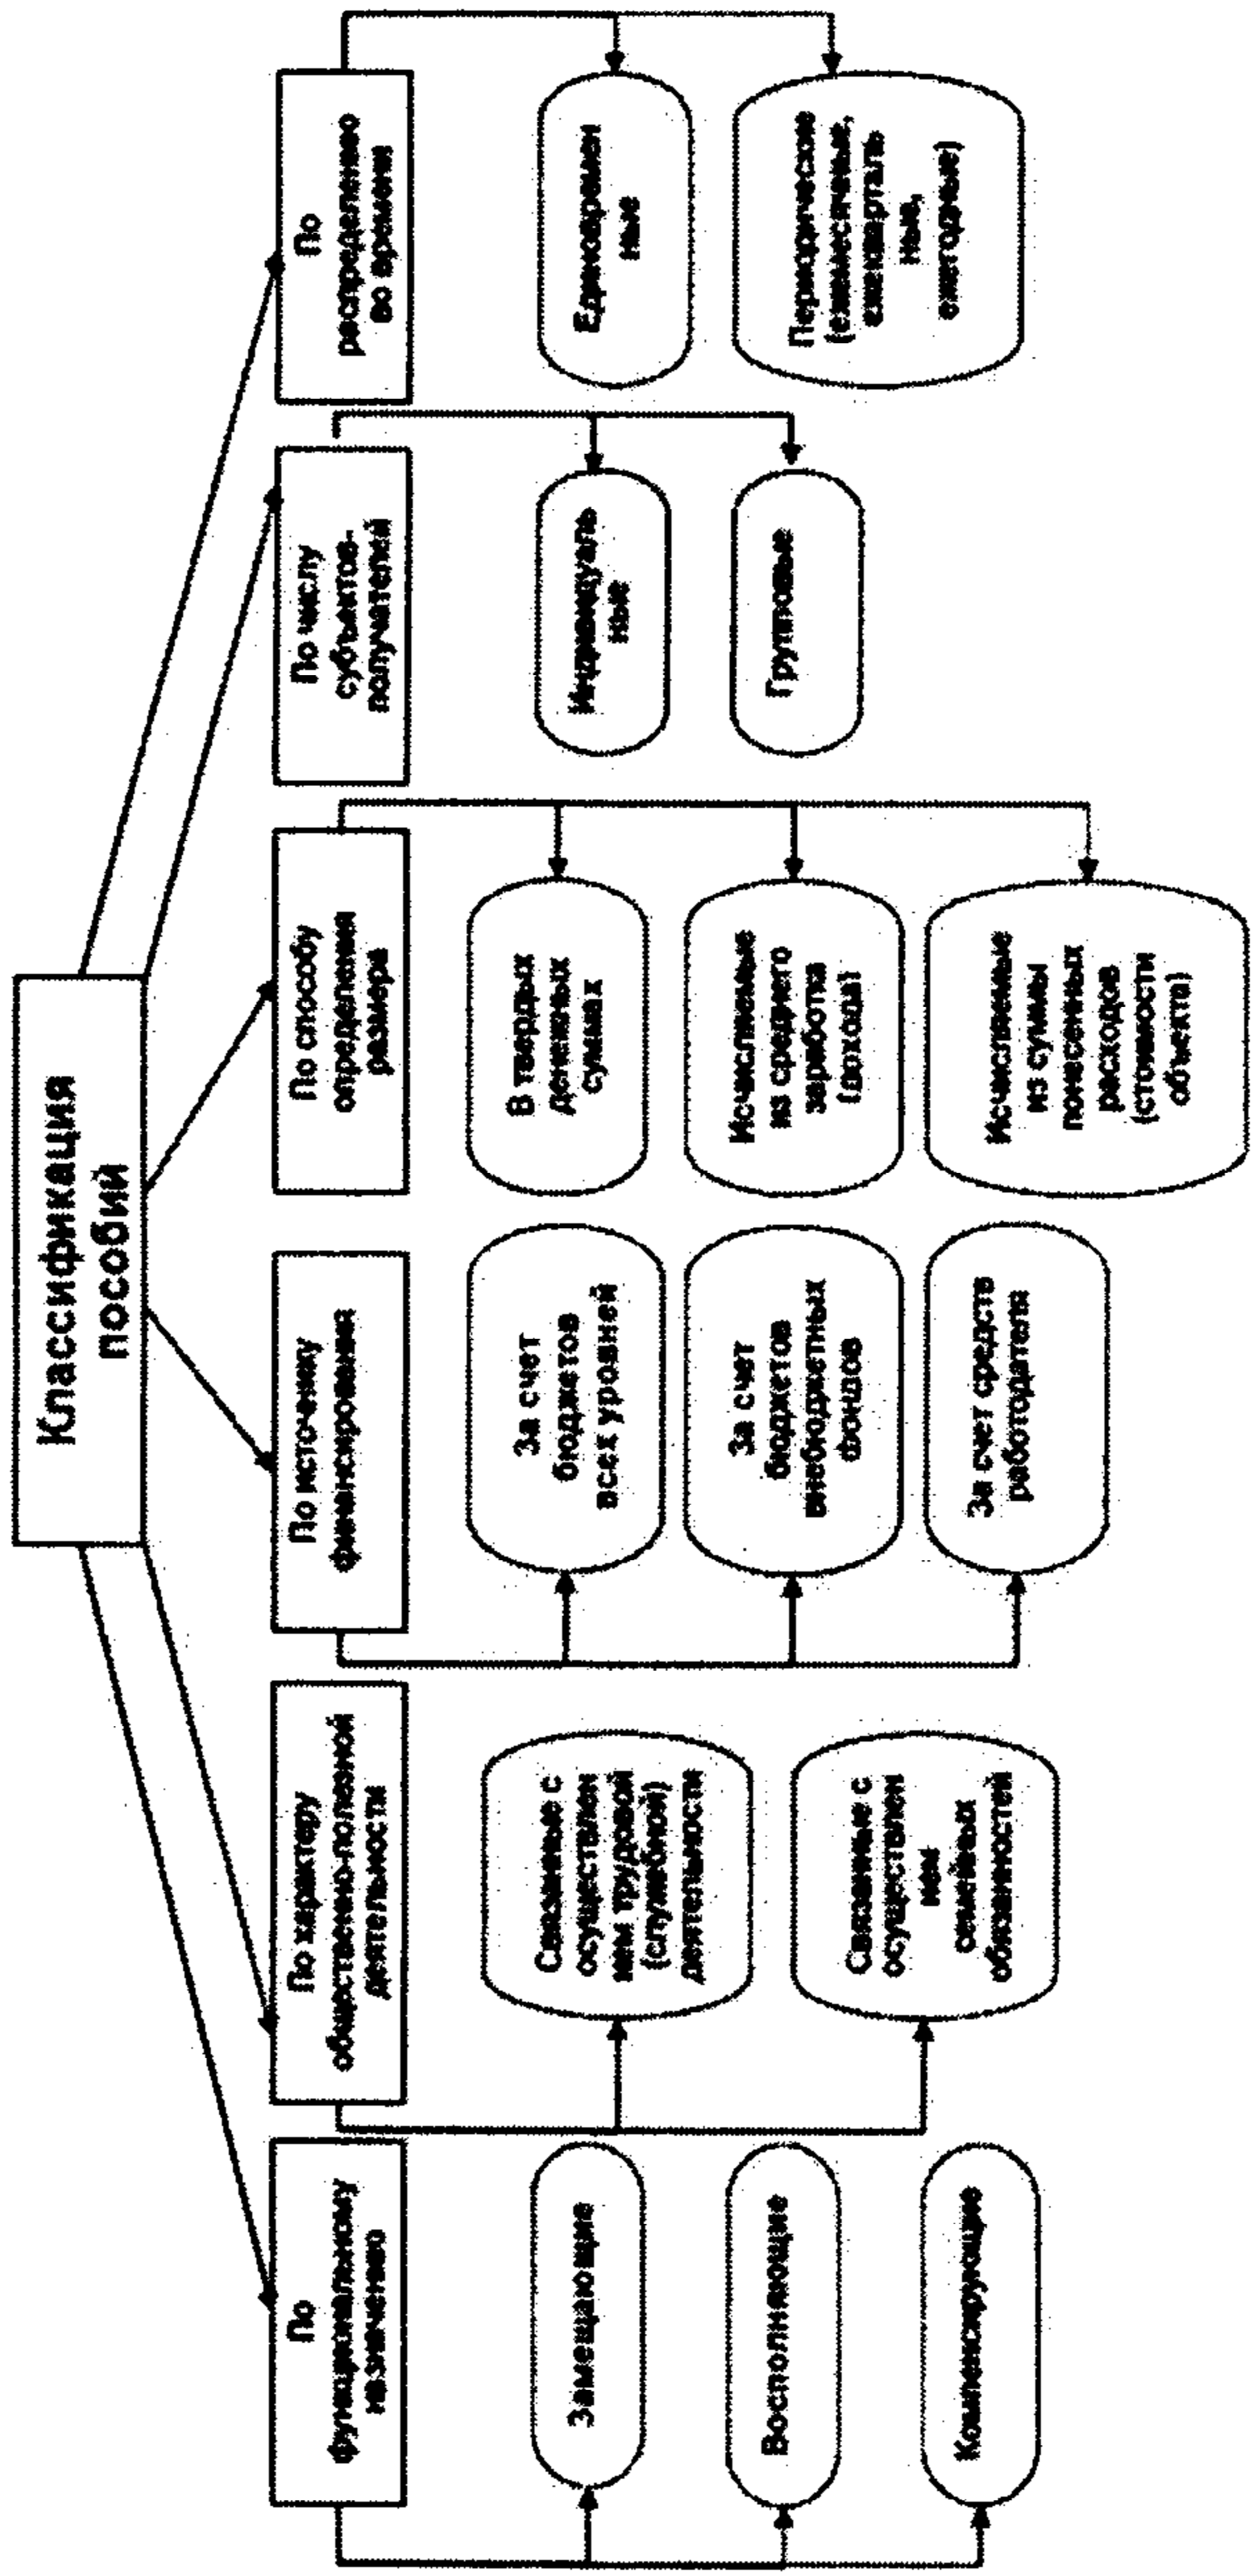 Классификация
пособий
По
функциональному
назначению
Замещающие
Восполняющие
Компенсирующие
По характеру
общественно-полезной
деятельности
Связанные с
осуществлен
ием трудовой
(служебной)
деятельности
Связанные с
осуществлен
ием
семейных
обязанностей
По источнику
финансирования
За счет
бюджетов
всех уровней
За счет
бюджетов
внебюджетных
фондов
За счет средств
работодателя
По способу
определения
размера
В твердых
денежных
суммах
Исчисляемые
из среднего
заработка
(дохода)
Исчисляемые
из суммы
понесенных
расходов
(стоимости
объекта)
По числу
субъектов-
получателей
Индивидуаль
ные
Групповые
По
распределению
во времени
Единовремен
ные
Периодические
(ежемесячные,
ежекварталь
ные,
ежегодные)